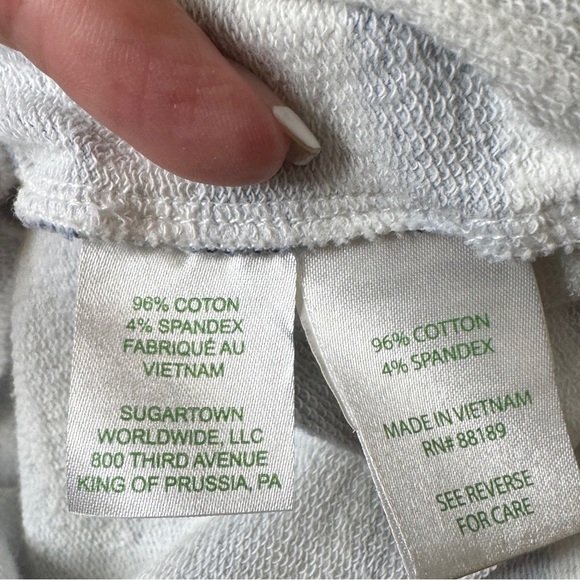 96% COTON
4% SPANDEX
FABRIQUÉ AU
VIETNAM
SUGARTOWN
WORLDWIDE, LLC
800 THIRD AVENUE
KING OF PRUSSIA, PA
96% COTTON
4% SPANDEX
MADE IN VIETNAM
RN# 88189
SEE REVERSE
FOR CARE